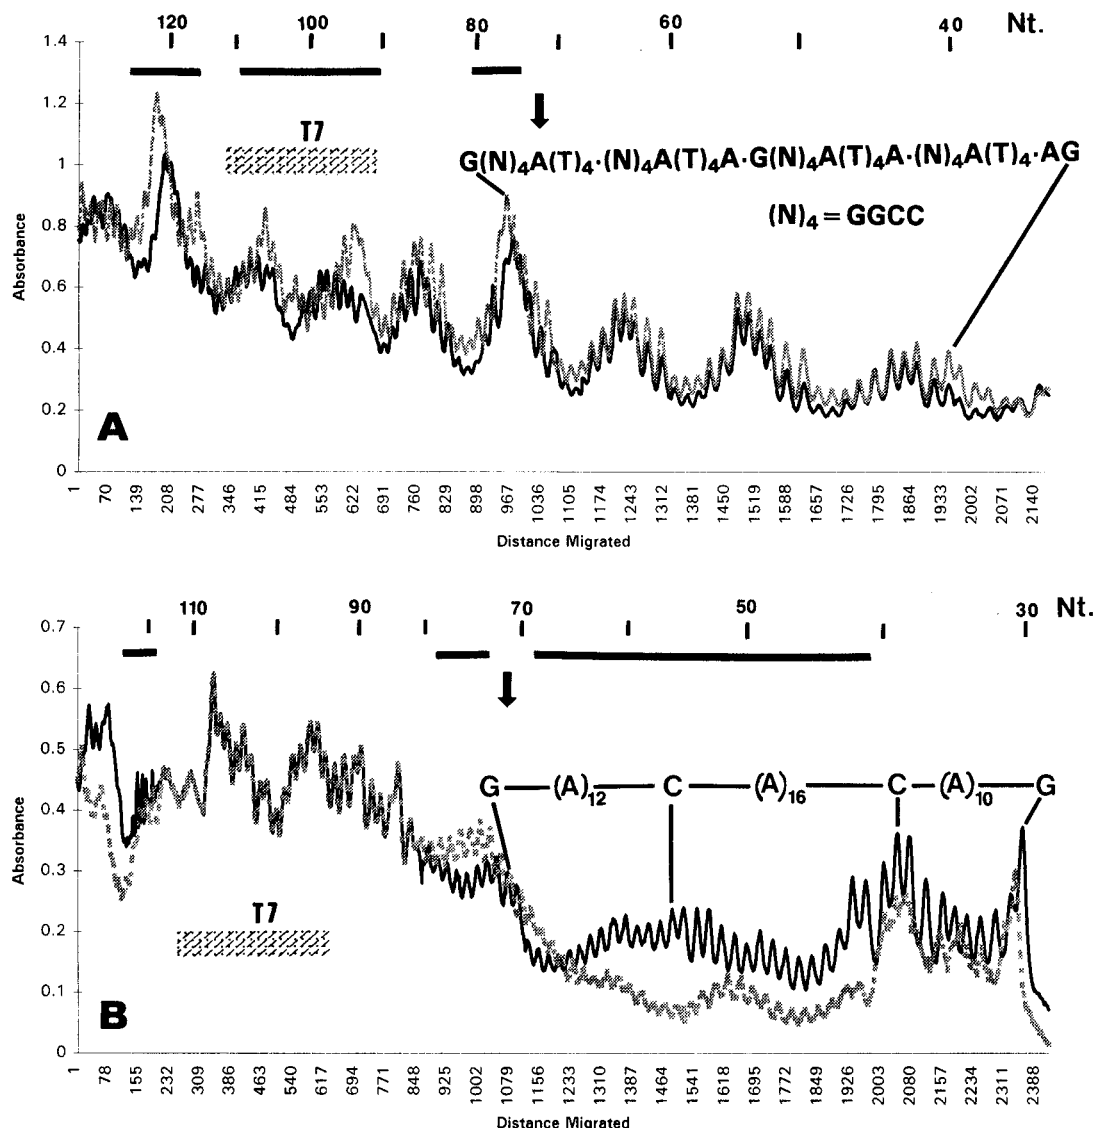 120 100 80 60 40 Nt.
1.4
1.2
1
0.8
0.6
0.4
0.2
0
Absorbance
T7
G(N)₄A(T)₄·(N)₄A(T)₄A·G(N)₄A(T)₄A·(N)₄A(T)₄·AG
(N)₄ = GGCC
A
1 70 139 208 277 346 415 484 553 622 691 760 829 898 967 1036 1105 1174 1243 1312 1381 1450 1519 1588 1657 1726 1795 1864 1933 2002 2071 2140
Distance Migrated
110 90 70 50 30 Nt.
0.7
0.6
0.5
0.4
0.3
0.2
0.1
0
Absorbance
G—(A)₁₂—C—(A)₁₆—C—(A)₁₀—G
T7
B
1 78 155 232 309 386 463 540 617 694 771 848 925 1002 1079 1156 1233 1310 1387 1464 1541 1618 1695 1772 1849 1926 2003 2080 2157 2234 2311 2388
Distance Migrated